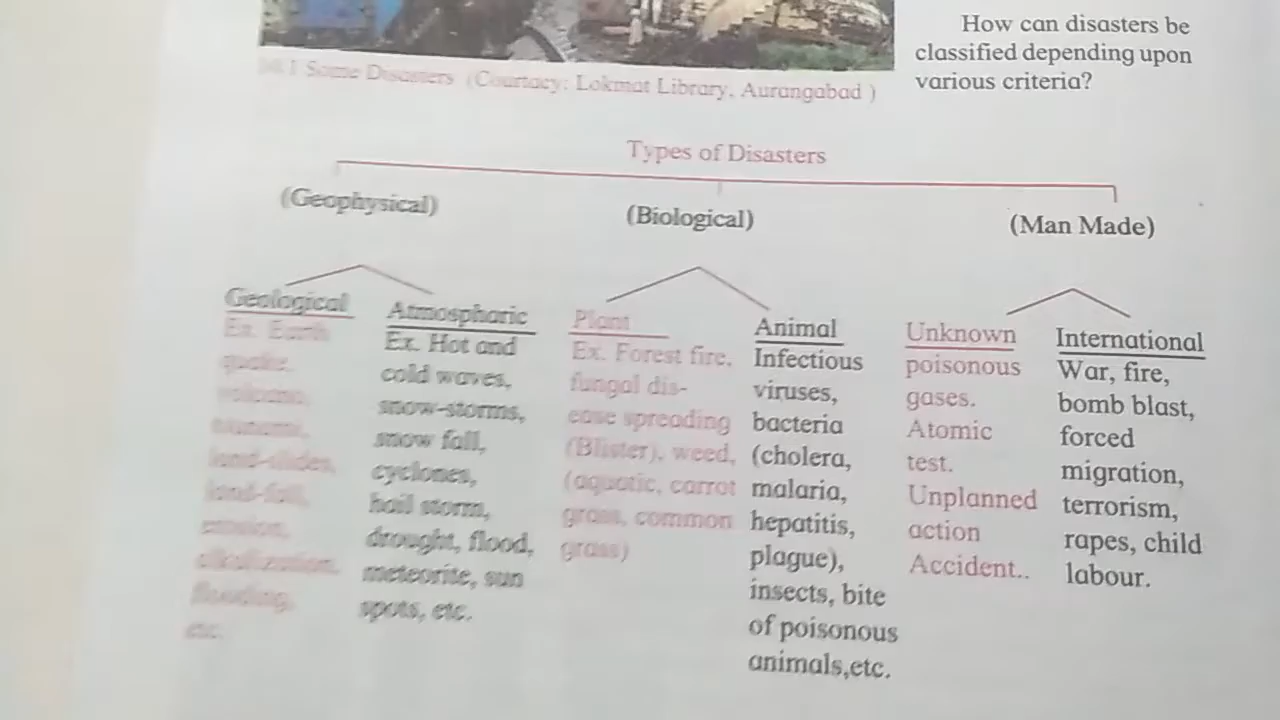 How can disasters be
classified depending upon
various criteria?
1 Some Disasters (Courtacy: Lokmat Library, Aurangabad )
Types of Disasters
(Geophysical)
(Biological)
(Man Made)
Geological
Ex. Earth
quake,
volcano,
tsunami,
land-slides,
land-fall,
erosion,
alkalization,
flooding,
etc.
Atmospharic
Ex. Hot and
cold waves,
snow-storms,
snow fall,
cyclones,
hail storm,
drought, flood,
meteorite, sun
spots, etc.
Plant
Ex. Forest fire,
fungal dis-
ease spreading
(Blister), weed,
(aquatic, carrot
grass, common
grass)
Animal
Infectious
viruses,
bacteria
(cholera,
malaria,
hepatitis,
plague),
insects, bite
of poisonous
animals,etc.
Unknown
poisonous
gases.
Atomic
test.
Unplanned
action
Accident..
International
War, fire,
bomb blast,
forced
migration,
terrorism,
rapes, child
labour.